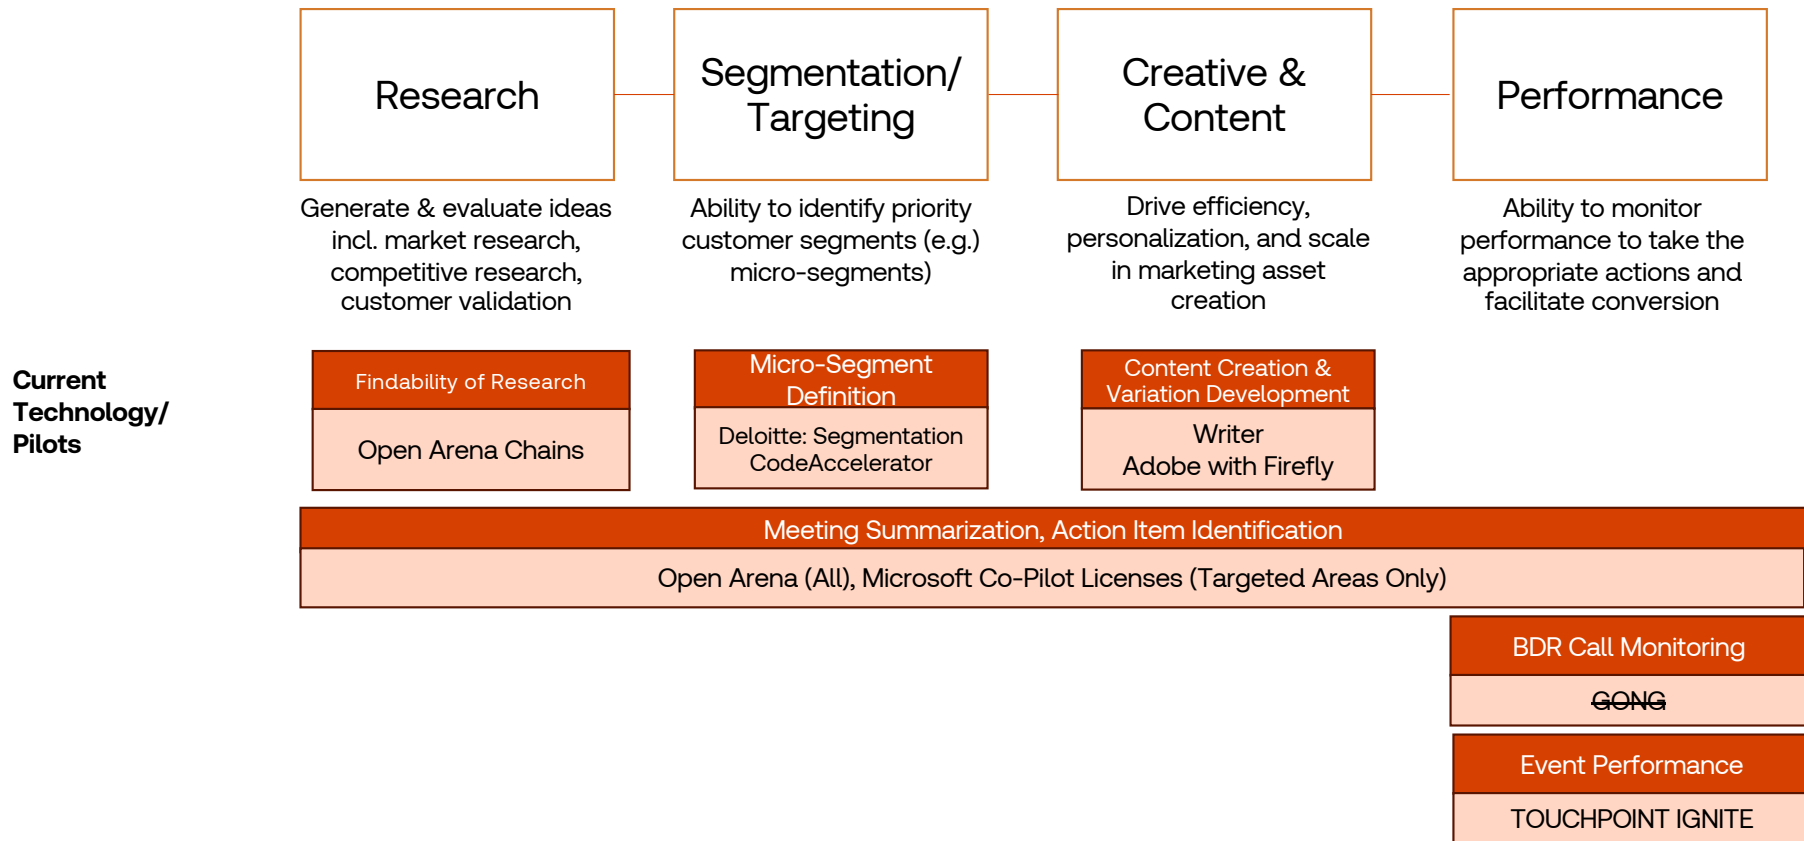 Research
Segmentation/
Targeting
Creative &
Content
Performance
Generate & evaluate ideas
incl. market research,
competitive research,
customer validation
Ability to identify priority
customer segments (e.g.)
micro-segments)
Drive efficiency,
personalization, and scale
in marketing asset
creation
Ability to monitor
performance to take the
appropriate actions and
facilitate conversion
Current
Technology/
Pilots
Findability of Research
Open Arena Chains
Micro-Segment
Definition
Deloitte: Segmentation
CodeAccelerator
Content Creation &
Variation Development
Writer
Adobe with Firefly
Meeting Summarization, Action Item Identification
Open Arena (All), Microsoft Co-Pilot Licenses (Targeted Areas Only)
BDR Call Monitoring
GONG
Event Performance
TOUCHPOINT IGNITE